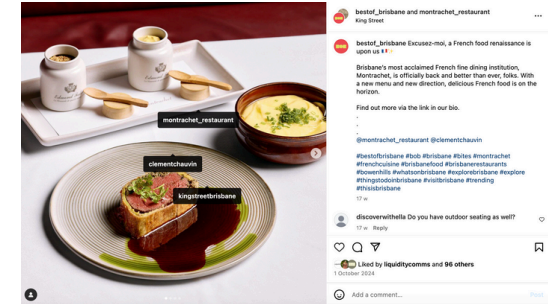 bestof_brisbane and montrachet_restaurant
King Street
bestof_brisbane Excusez-moi, a French food renaissance is
upon us 🇫🇷✨
Brisbane's most acclaimed French fine dining institution,
Montrachet, is officially back and better than ever, folks. With
a new menu and new direction, delicious French food is on the
horizon.
Find out more via the link in our bio.
.
.
.
@montrachet_restaurant @clementchauvin
#bestofbrisbane #bob #brisbane #bites #montrachet
#frenchcuisine #brisbanefood #brisbanerestaurants
#bowenhills #whatsonbrisbane #explorebrisbane #explore
#thingstodoinbrisbane #visitbrisbane #trending
#thisisbrisbane
17 w
discoverwithella Do you have outdoor seating as well?
17 w Reply
Liked by liquiditycomms and 96 others
1 October 2024
Add a comment...
Post
montrachet_restaurant
clementchauvin
kingstreetbrisbane